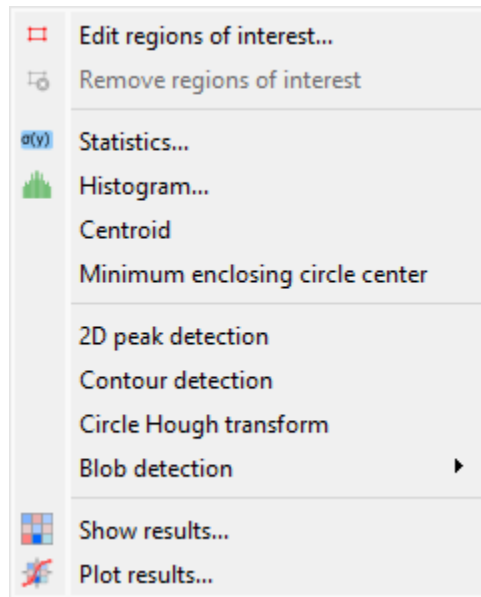 Edit regions of interest...
Remove regions of interest
σ(y) Statistics...
Histogram...
Centroid
Minimum enclosing circle center
2D peak detection
Contour detection
Circle Hough transform
Blob detection
Show results...
Plot results...